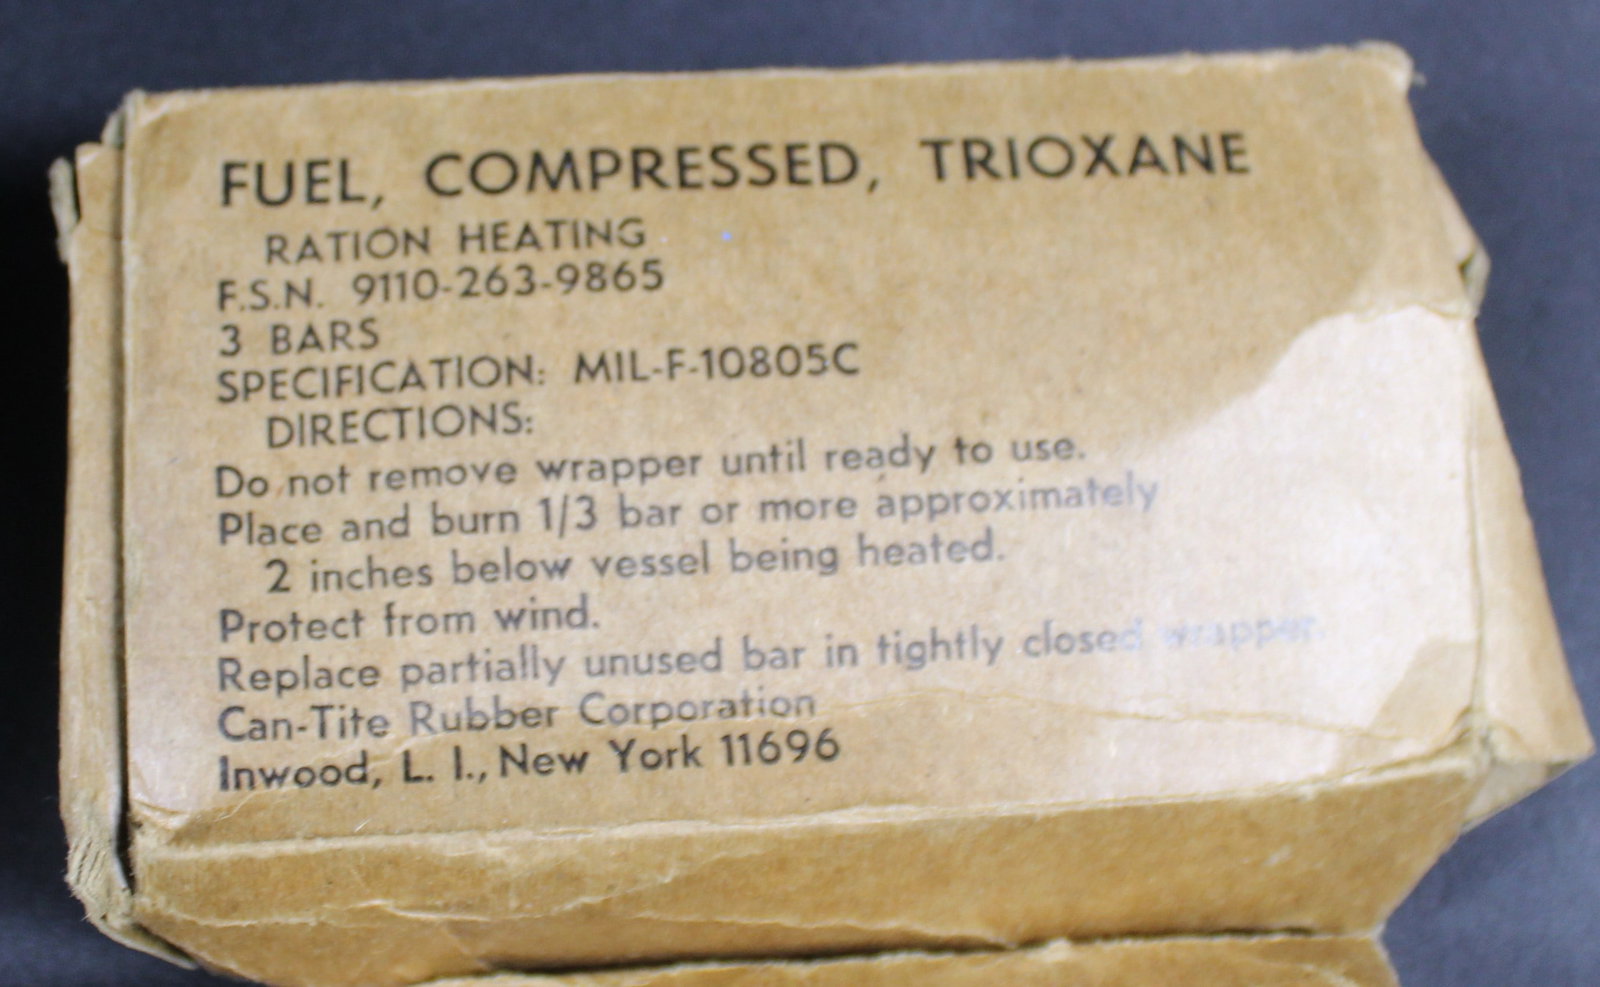 FUEL, COMPRESSED, TRIOXANE
RATION HEATING
F.S.N. 9110-263-9865
3 BARS
SPECIFICATION: MIL-F-10805C
DIRECTIONS:
Do not remove wrapper until ready to use.
Place and burn 1/3 bar or more approximately
2 inches below vessel being heated.
Protect from wind.
Replace partially unused bar in tightly closed wrapper.
Can-Tite Rubber Corporation
Inwood, L. I., New York 11696